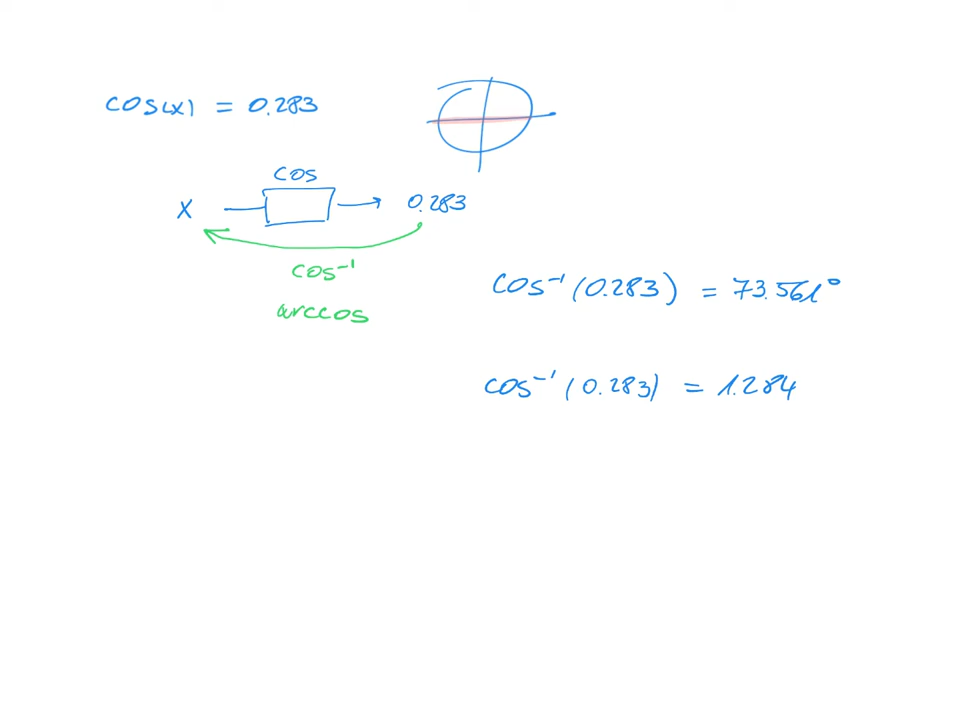 cos(x) = 0.283
cos
x
0.283
cos⁻¹
arccos
cos⁻¹(0.283) = 73.561°
cos⁻¹(0.283) = 1.284